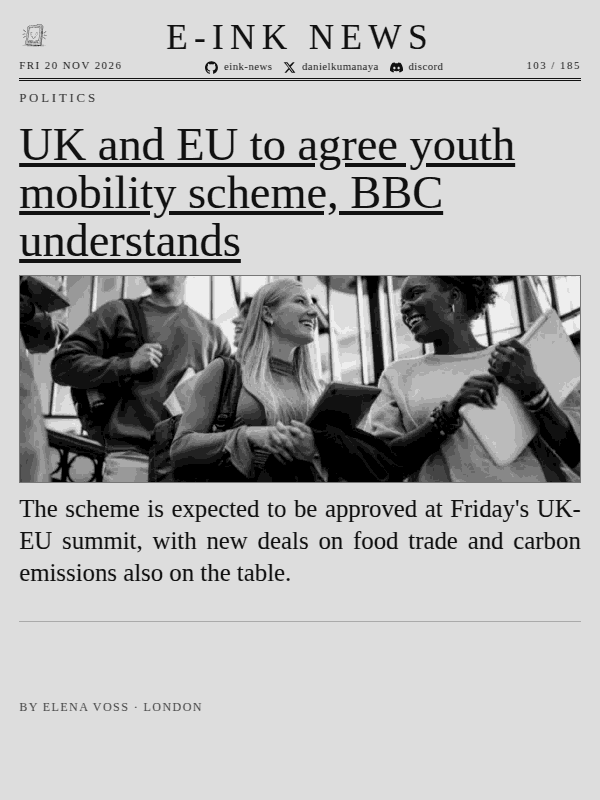 E-INK NEWS
FRI 20 NOV 2026
eink-news
danielkumanaya
discord
103 / 185
POLITICS
UK and EU to agree youth
mobility scheme, BBC
understands
The scheme is expected to be approved at Friday's UK-
EU summit, with new deals on food trade and carbon
emissions also on the table.
BY ELENA VOSS · LONDON